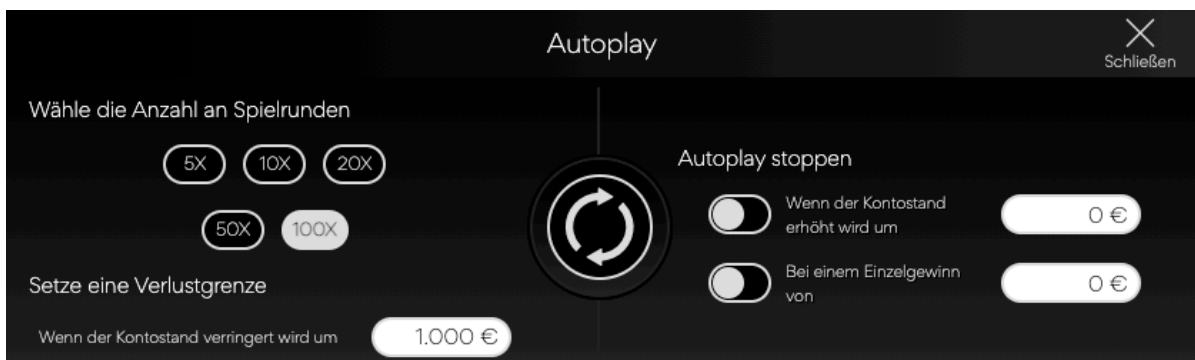 Autoplay
Schließen
Wähle die Anzahl an Spielrunden
5X 10X 20X
50X 100X
Setze eine Verlustgrenze
Wenn der Kontostand verringert wird um 1.000 €
Autoplay stoppen
Wenn der Kontostand
erhöht wird um
0 €
Bei einem Einzelgewinn
von
0 €